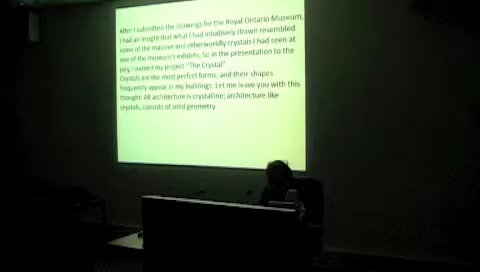 After I submitted the drawings for the Royal Ontario Museum,
I had an insight that what I had intuitively drawn resembled
some of the massive and otherworldly crystals I had seen at
one of the museum's exhibits. So in the presentation to the
jury, I named my project "The Crystal"
Crystals are the most perfect forms, and their shapes
frequently appear in my buildings. Let me leave you with this
thought: All architecture is crystalline; architecture like
crystals, consists of solid geometry